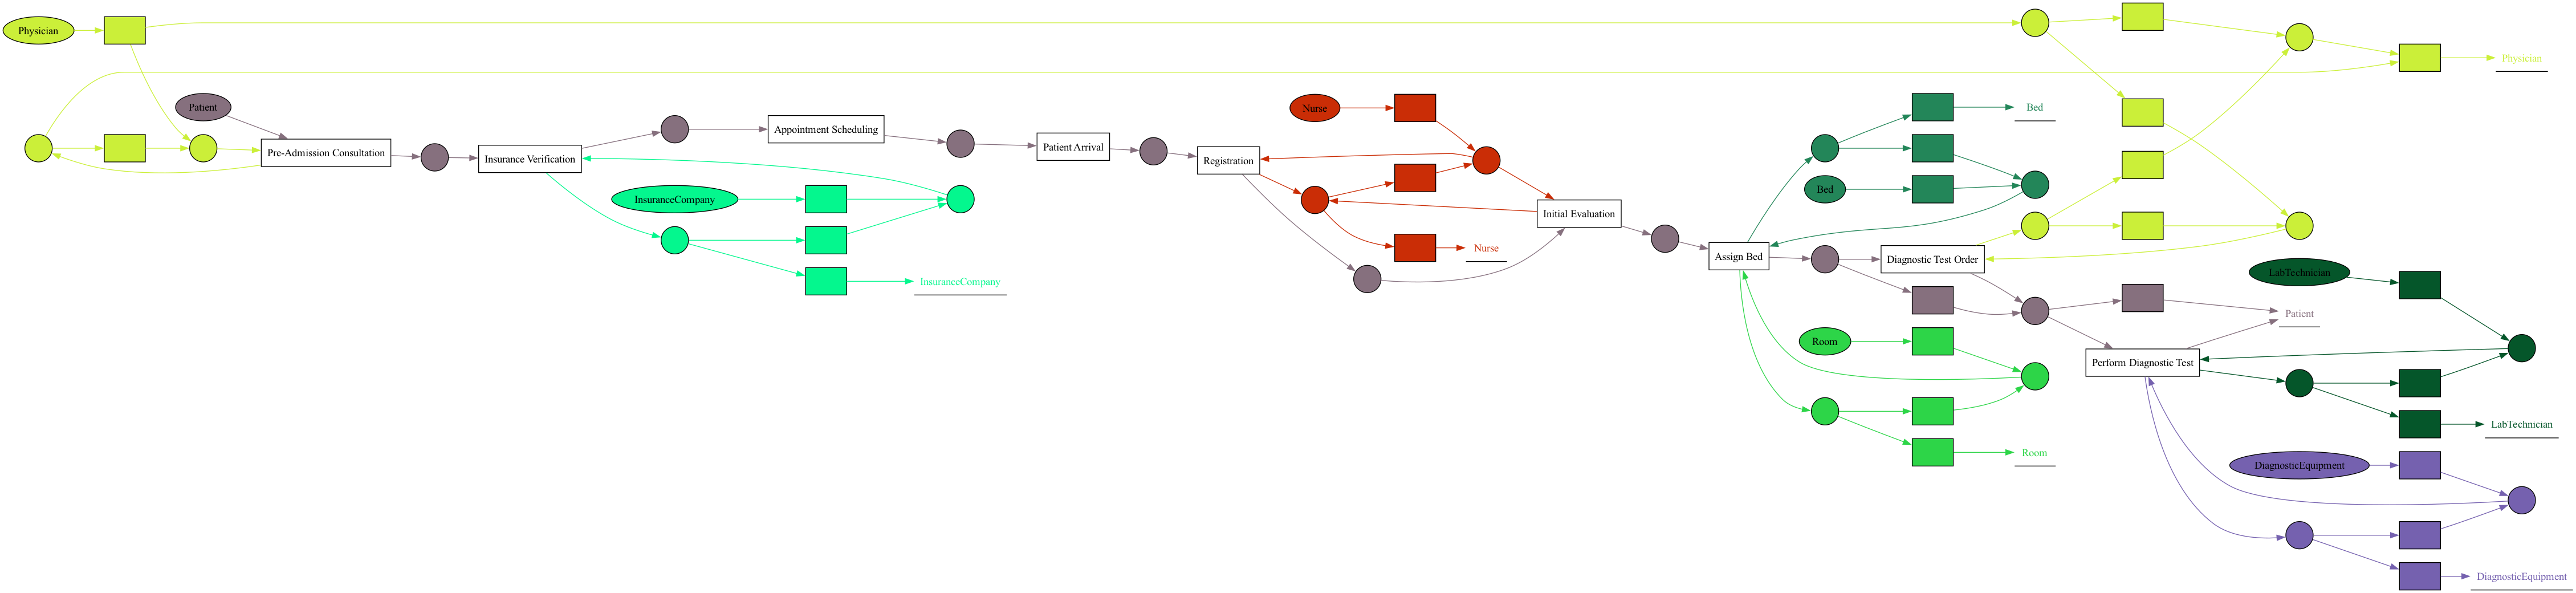 Physician
Physician
Patient
Pre-Admission Consultation
Insurance Verification
Appointment Scheduling
Patient Arrival
Registration
Nurse
Nurse
Initial Evaluation
InsuranceCompany
InsuranceCompany
Bed
Bed
Assign Bed
Diagnostic Test Order
LabTechnician
Patient
Room
Perform Diagnostic Test
LabTechnician
Room
DiagnosticEquipment
DiagnosticEquipment